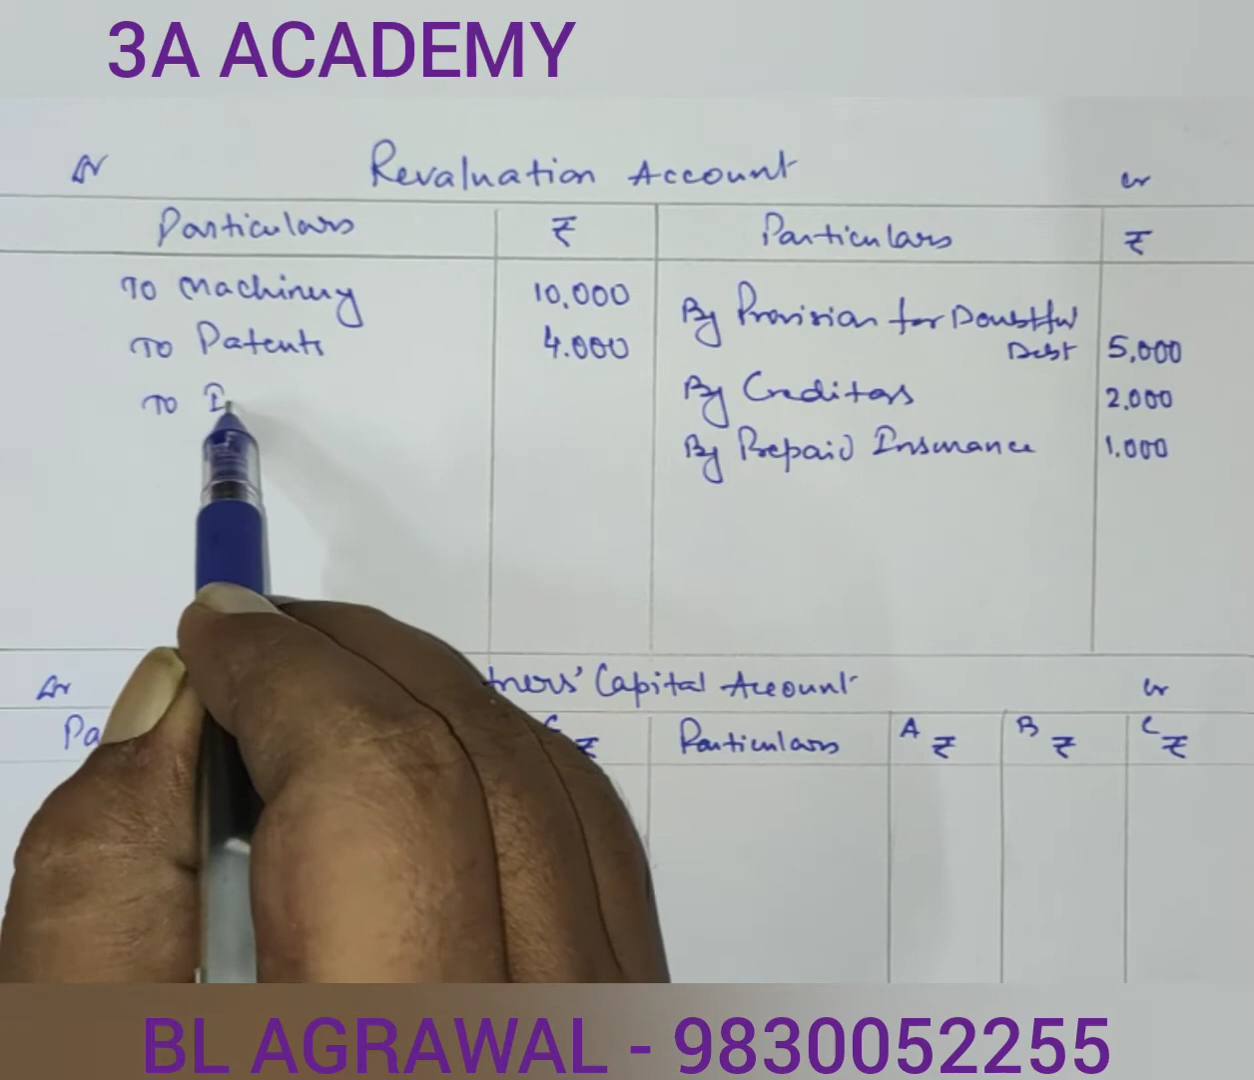 3A ACADEMY
Dr Revaluation Account Cr
Particulars ₹ Particulars ₹
To Machinery 10,000 By Provision for Doubtful
Debt 5,000
To Patents 4.000
To I By Creditors 2.000
By Prepaid Insurance 1.000
Dr tners' Capital Account Cr
Pa C ₹ Particulars A ₹ B ₹ C ₹
BL AGRAWAL - 9830052255